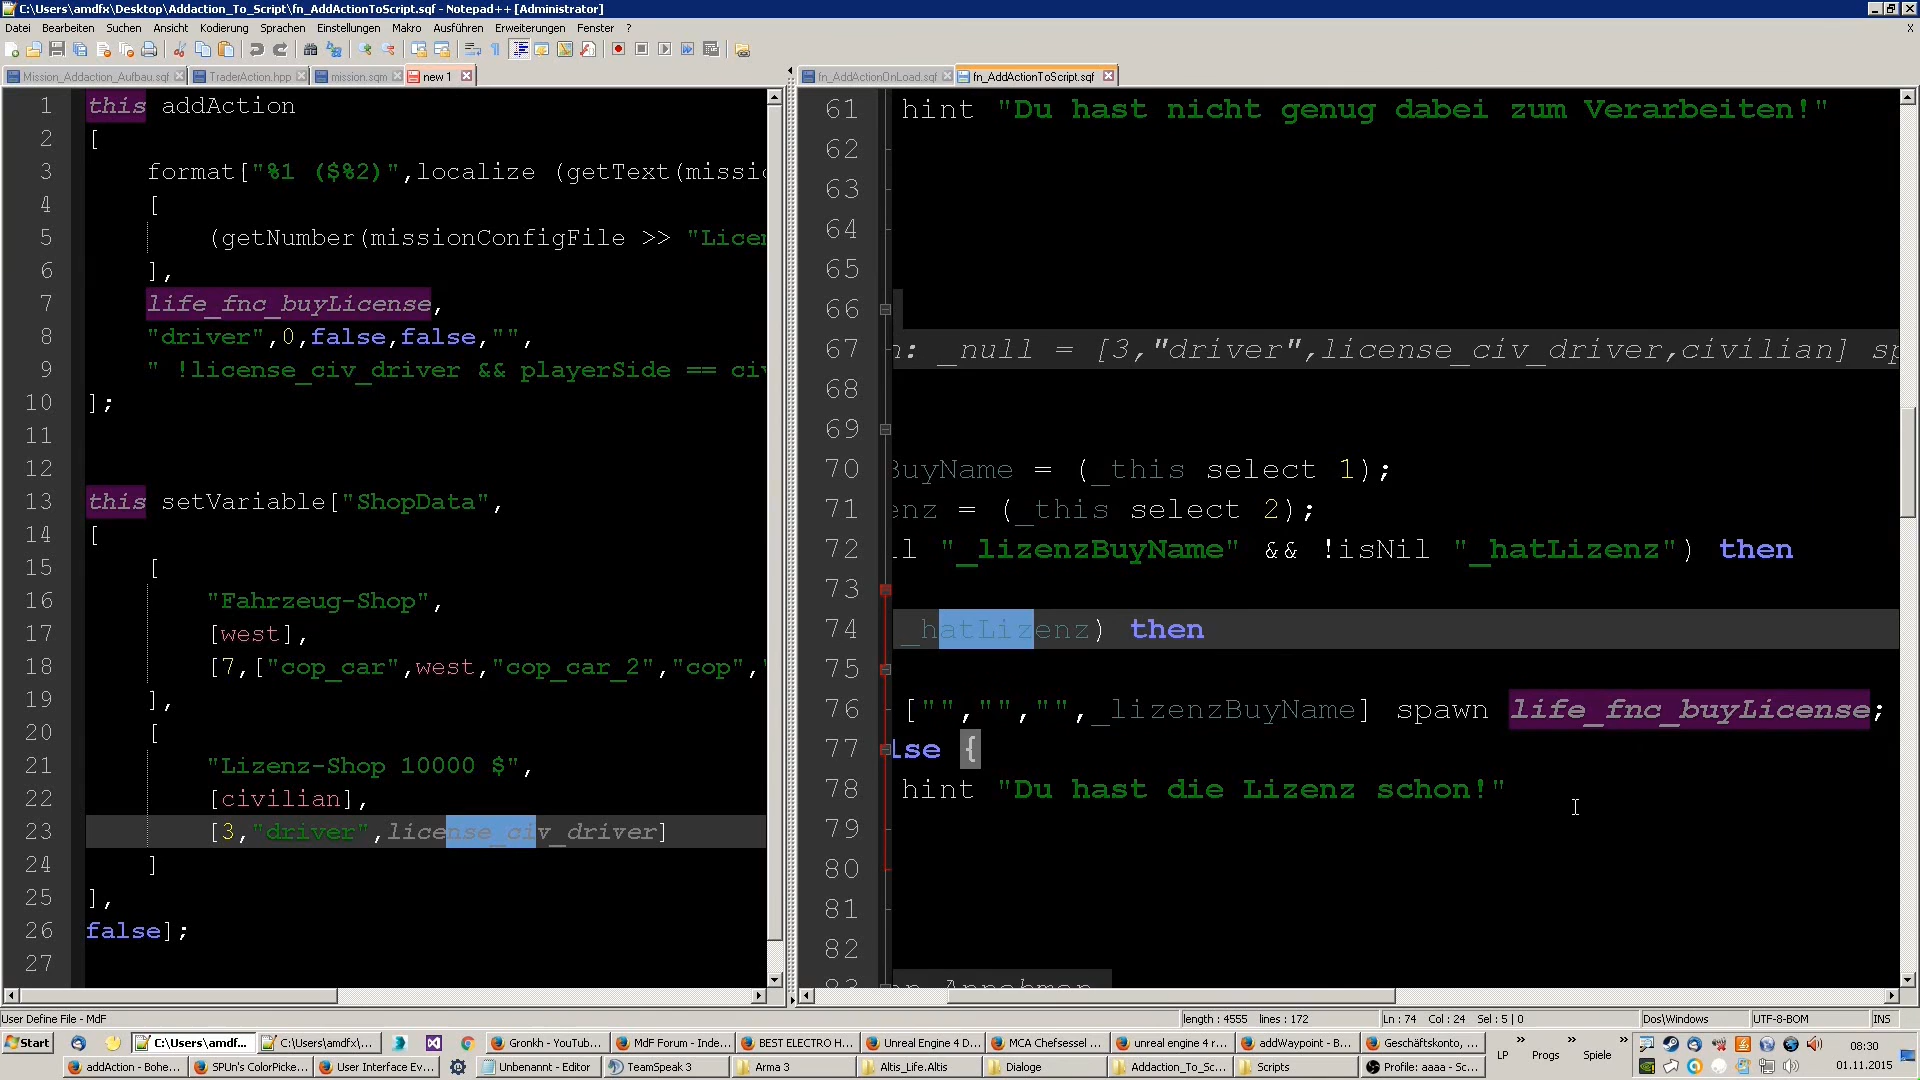 C:\Users\amdfx\Desktop\Addaction_To_Script\fn_AddActionToScript.sqf - Notepad++ [Administrator]
Datei Bearbeiten Suchen Ansicht Kodierung Sprachen Einstellungen Makro Ausführen Erweiterungen Fenster ? X
Mission_Addaction_Aufbau.sqf TraderAction.hpp mission.sqm new 1
fn_AddActionOnLoad.sqf fn_AddActionToScript.sqf
1 this addAction
2 [
3 format["%1 ($%2)",localize (getText(missi
4 [
5 (getNumber(missionConfigFile >> "Licen
6 ],
7 life_fnc_buyLicense,
8 "driver",0,false,false,"",
9 " !license_civ_driver && playerSide == civ
10 ];
11
12
13 this setVariable["ShopData",
14 [
15 [
16 "Fahrzeug-Shop",
17 [west],
18 [7,["cop_car",west,"cop_car_2","cop",
19 ],
20 [
21 "Lizenz-Shop 10000 $",
22 [civilian],
23 [3,"driver",license_civ_driver]
24 ]
25 ],
26 false];
27
61 hint "Du hast nicht genug dabei zum Verarbeiten!"
62
63
64
65
66
67 n: _null = [3,"driver",license_civ_driver,civilian] sp
68
69
70 BuyName = (_this select 1);
71 enz = (_this select 2);
72 ll "_lizenzBuyName" && !isNil "_hatLizenz") then
73
74 _hatLizenz) then
75
76 ["","","",_lizenzBuyName] spawn life_fnc_buyLicense;
77 lse {
78 hint "Du hast die Lizenz schon!"
79
80
81
82
83 en Annehmen
User Define File - MdF length : 4555 lines : 172 Ln : 74 Col : 24 Sel : 5 | 0 Dos\Windows UTF-8-BOM INS
Start C:\Users\amdf... C:\Users\amdfx\... Gronkh - YouTub... MdF Forum - Inde... BEST ELECTRO H... Unreal Engine 4 D... MCA Chefsessel ... unreal engine 4 r... addWaypoint - B... Geschäftskonto, ... LP Progs Spiele 08:30
addAction - Bohe... SPUn's ColorPicke... User Interface Ev... Unbenannt - Editor TeamSpeak 3 Arma 3 Altis_Life.Altis Dialoge Addaction_To_Sc... Scripts Profile: aaaa - Sc... 01.11.2015